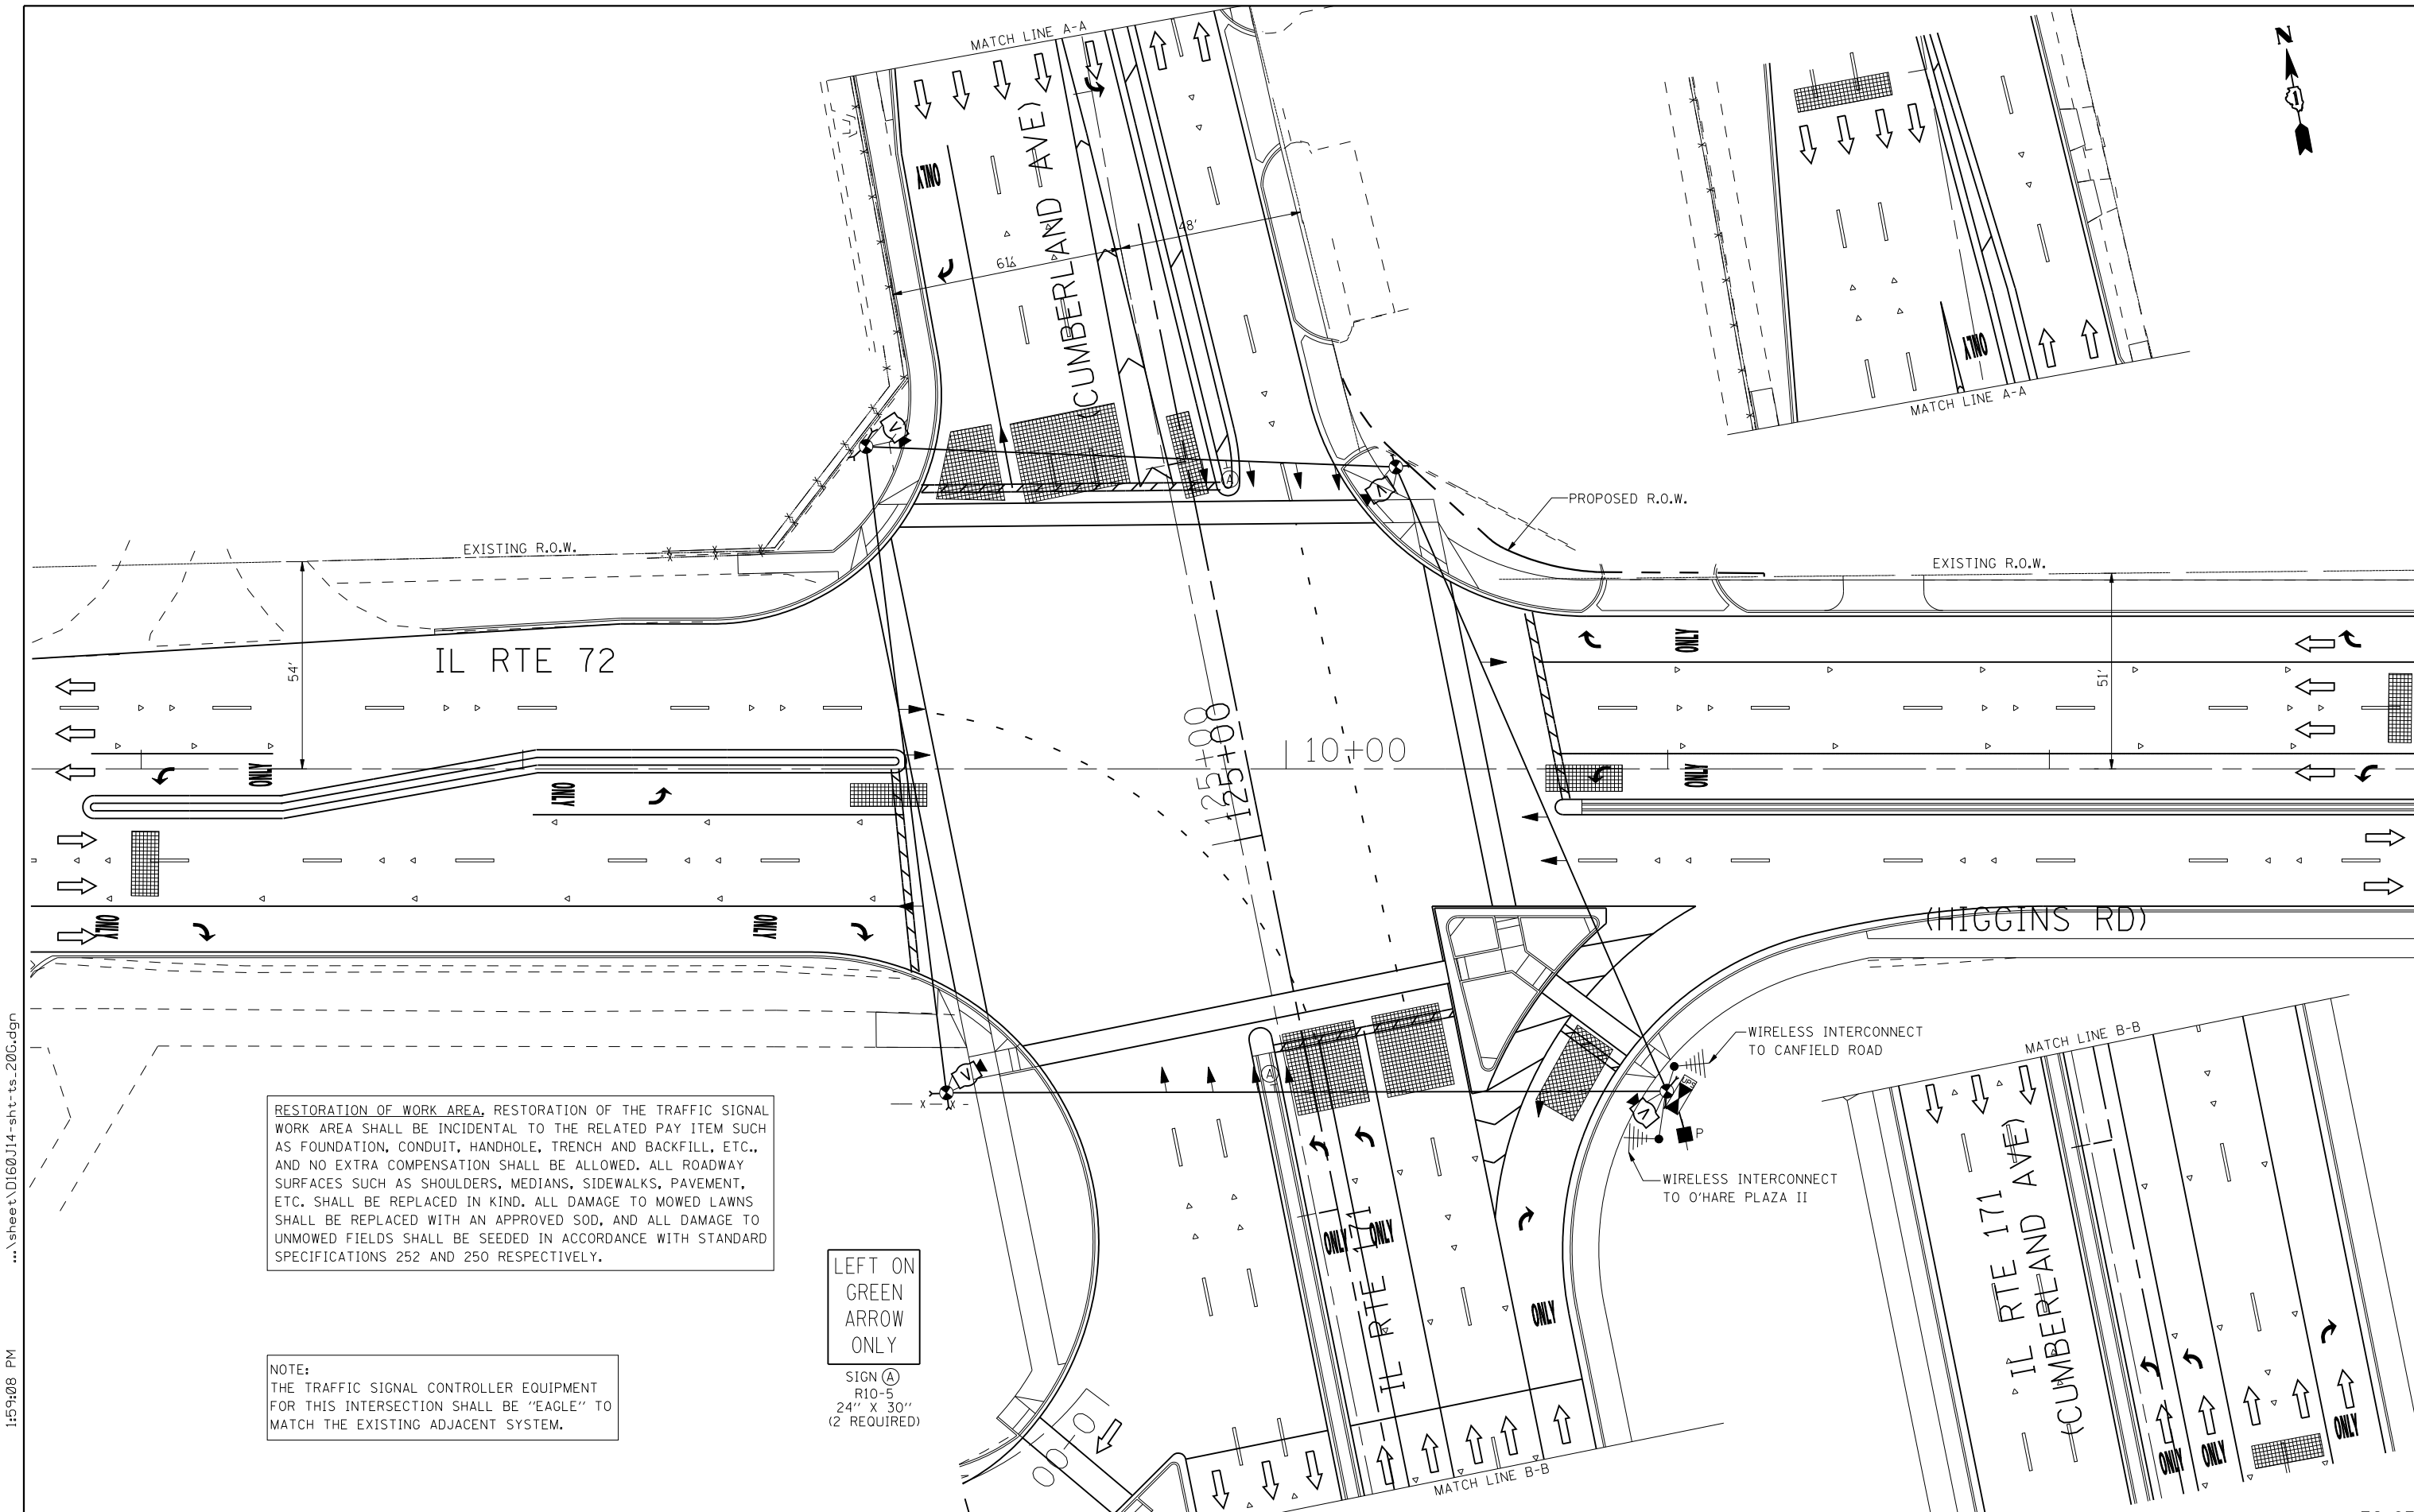 MATCH LINE A-A
N
ONLY
(CUMBERLAND AVE)
48'
61'
ONLY
MATCH LINE A-A
A
PROPOSED R.O.W.
EXISTING R.O.W.
EXISTING R.O.W.
54'
IL RTE 72
ONLY
51'
125+00
125+00
10+00
ONLY
ONLY
ONLY
ONLY
ONLY
(HIGGINS RD)
WIRELESS INTERCONNECT
TO CANFIELD ROAD
MATCH LINE B-B
A
V
V
V
V
UPS
P
WIRELESS INTERCONNECT
TO O'HARE PLAZA II
RESTORATION OF WORK AREA. RESTORATION OF THE TRAFFIC SIGNAL
WORK AREA SHALL BE INCIDENTAL TO THE RELATED PAY ITEM SUCH
AS FOUNDATION, CONDUIT, HANDHOLE, TRENCH AND BACKFILL, ETC.,
AND NO EXTRA COMPENSATION SHALL BE ALLOWED. ALL ROADWAY
SURFACES SUCH AS SHOULDERS, MEDIANS, SIDEWALKS, PAVEMENT,
ETC. SHALL BE REPLACED IN KIND. ALL DAMAGE TO MOWED LAWNS
SHALL BE REPLACED WITH AN APPROVED SOD, AND ALL DAMAGE TO
UNMOWED FIELDS SHALL BE SEEDED IN ACCORDANCE WITH STANDARD
SPECIFICATIONS 252 AND 250 RESPECTIVELY.
LEFT ON
GREEN
ARROW
ONLY
SIGN A
R10-5
24" X 30"
(2 REQUIRED)
NOTE:
THE TRAFFIC SIGNAL CONTROLLER EQUIPMENT
FOR THIS INTERSECTION SHALL BE "EAGLE" TO
MATCH THE EXISTING ADJACENT SYSTEM.
ONLY
ONLY
ONLY
IL RTE 171
MATCH LINE B-B
IL RTE 171
(CUMBERLAND AVE)
ONLY
ONLY
ONLY
...\sheet\D160J14-sht-ts_20G.dgn
1:59:08 PM